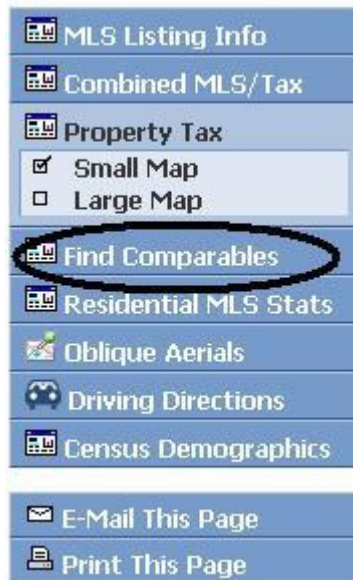 MLS Listing Info
Combined MLS/Tax
Property Tax
Small Map
Large Map
Find Comparables
Residential MLS Stats
Oblique Aerials
Driving Directions
Census Demographics
E-Mail This Page
Print This Page